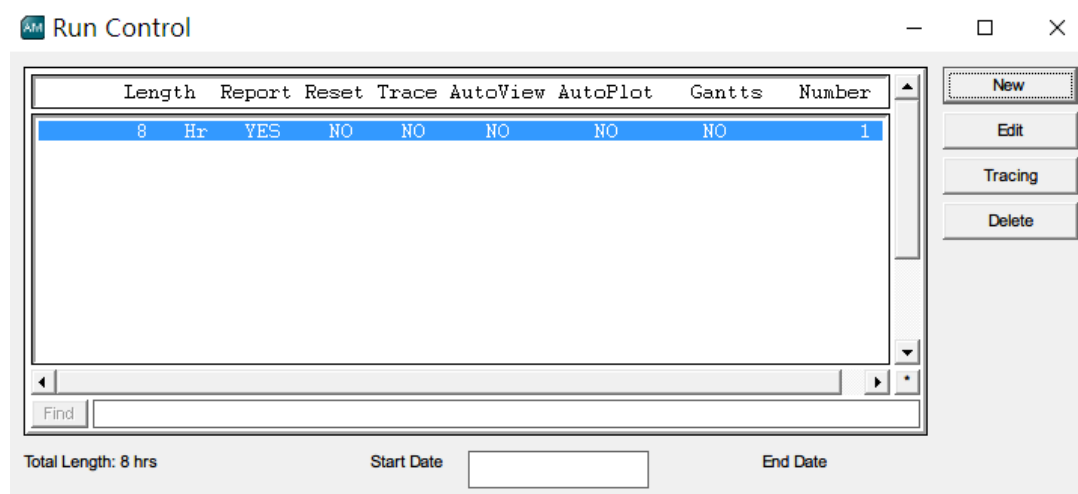 AM Run Control
Length Report Reset Trace AutoView AutoPlot Gantts Number
8 Hr YES NO NO NO NO NO 1
New
Edit
Tracing
Delete
*
Find
Total Length: 8 hrs Start Date End Date